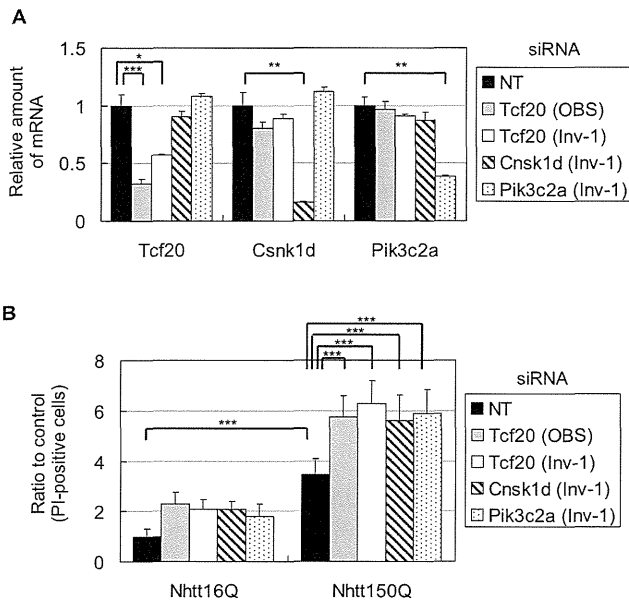 A
siRNA
Relative amount
of mRNA
1.5
1
0.5
0
*
***
**
**
NT
Tcf20 (OBS)
Tcf20 (Inv-1)
Cnsk1d (Inv-1)
Pik3c2a (Inv-1)
Tcf20
Csnk1d
Pik3c2a
B
siRNA
Ratio to control
(PI-positive cells)
8
6
4
2
0
***
***
***
***
***
NT
Tcf20 (OBS)
Tcf20 (Inv-1)
Cnsk1d (Inv-1)
Pik3c2a (Inv-1)
Nhtt16Q
Nhtt150Q